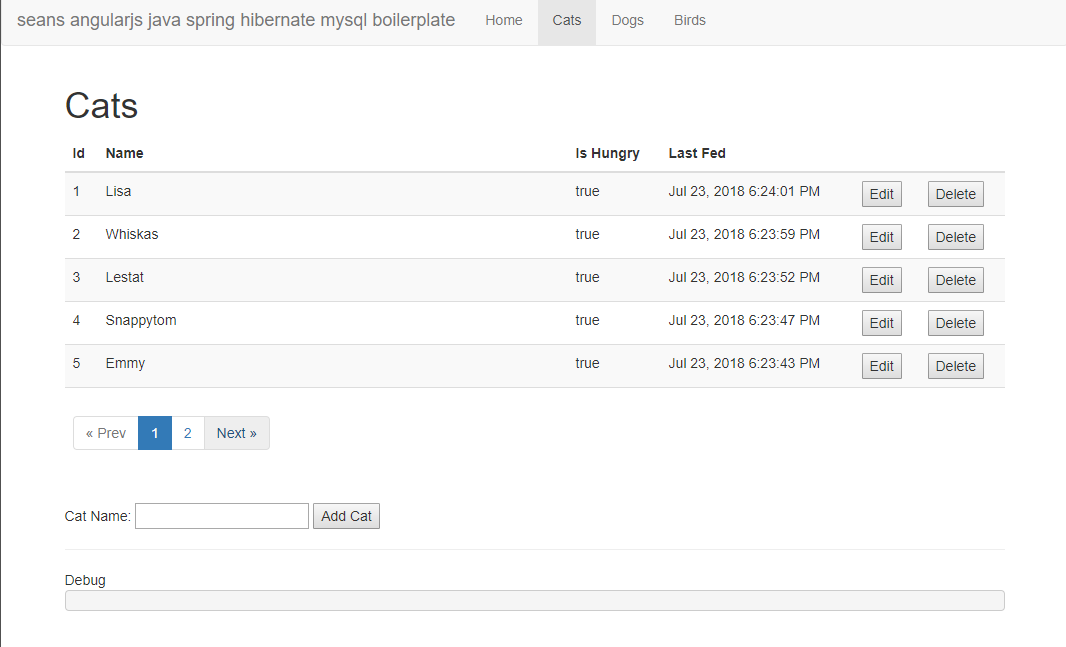 seans angularjs java spring hibernate mysql boilerplate Home Cats Dogs Birds
Cats
Id Name Is Hungry Last Fed
1 Lisa true Jul 23, 2018 6:24:01 PM Edit Delete
2 Whiskas true Jul 23, 2018 6:23:59 PM Edit Delete
3 Lestat true Jul 23, 2018 6:23:52 PM Edit Delete
4 Snappytom true Jul 23, 2018 6:23:47 PM Edit Delete
5 Emmy true Jul 23, 2018 6:23:43 PM Edit Delete
« Prev 1 2 Next »
Cat Name: Add Cat
Debug